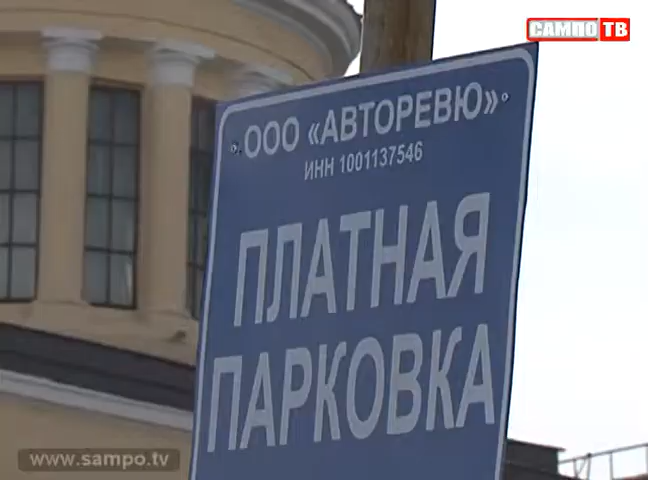 САМПО ТВ
ООО «АВТОРЕВЮ»
ИНН 1001137546
ПЛАТНАЯ
ПАРКОВКА
www.sampo.tv